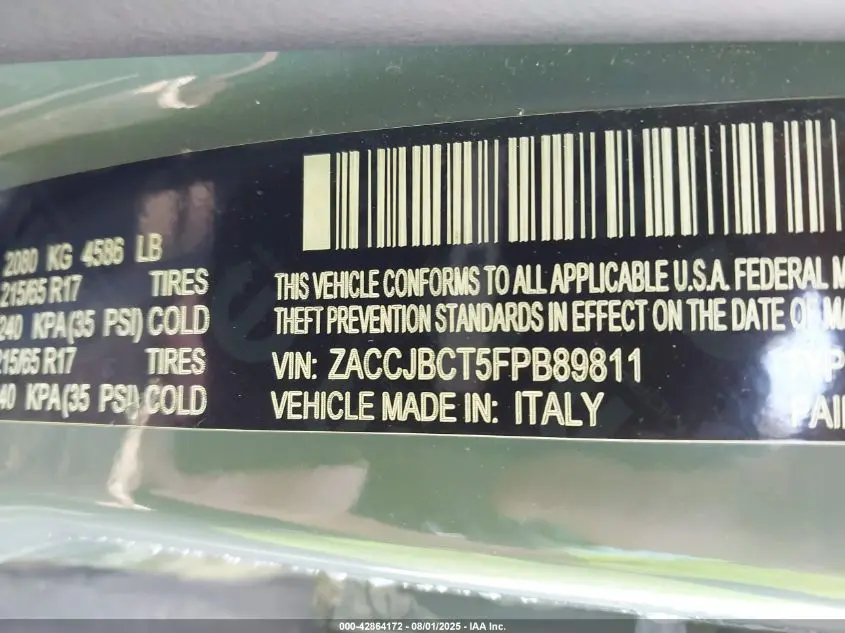 2080 KG 4586 LB
215/65 R17 TIRES
240 KPA(35 PSI) COLD
215/65 R17 TIRES
40 KPA(35 PSI) COLD
THIS VEHICLE CONFORMS TO ALL APPLICABLE U.S.A. FEDERAL M
THEFT PREVENTION STANDARDS IN EFFECT ON THE DATE OF MA
VIN: ZACCJBCT5FPB89811
VEHICLE MADE IN: ITALY
PAI
000-42864172 - 08/01/2025 - IAA Inc.